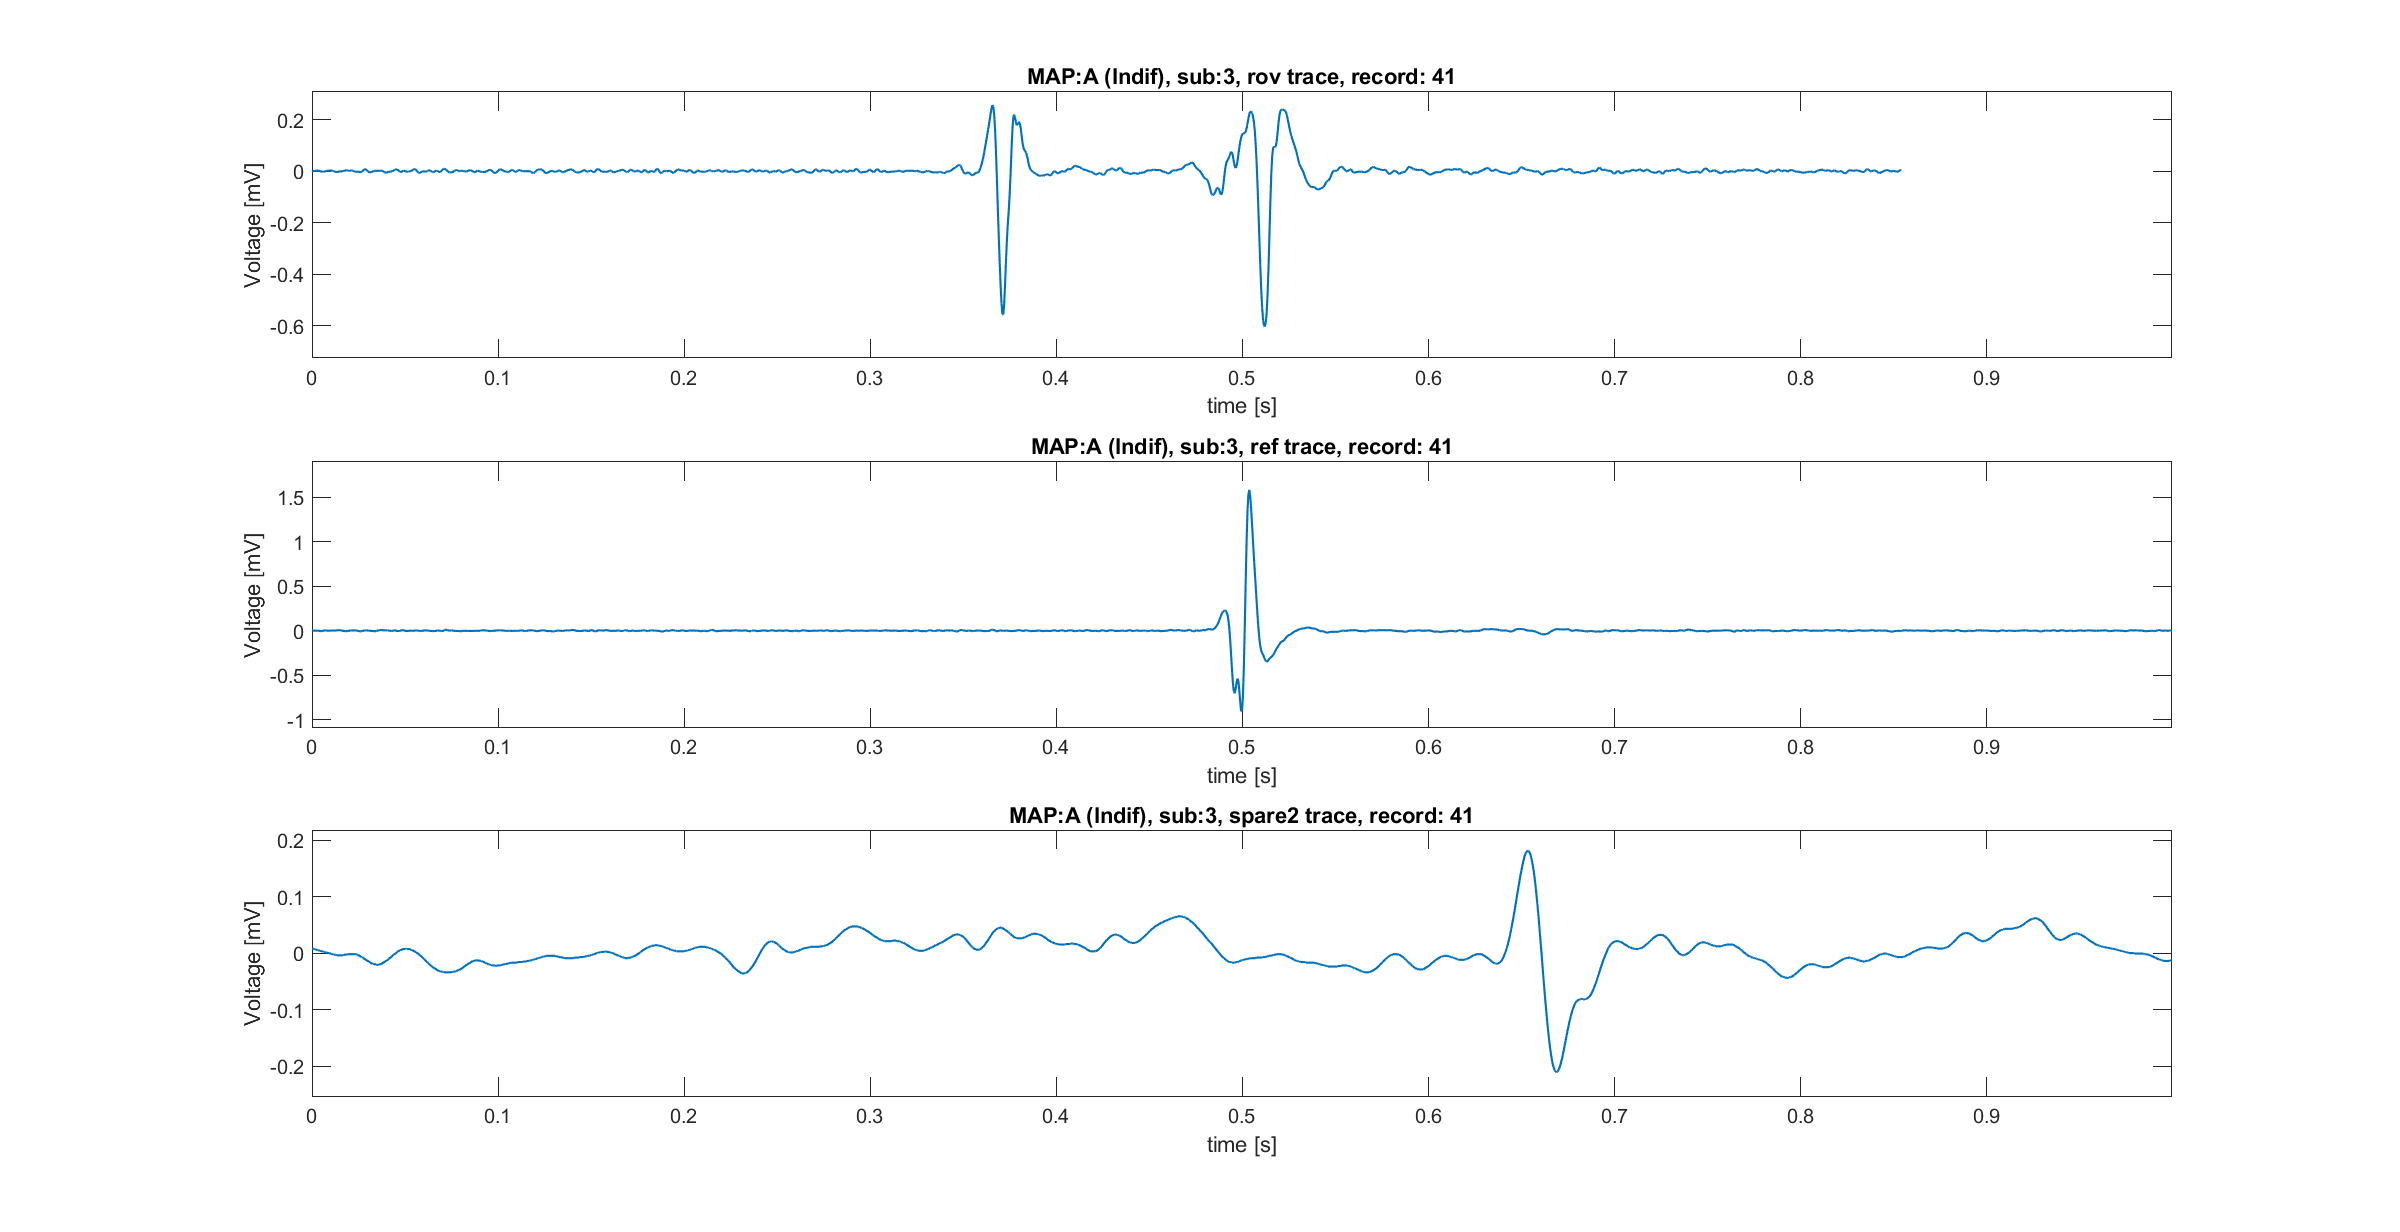 MAP:A (Indif), sub:3, rov trace, record: 41
Voltage [mV]
0.2
0
-0.2
-0.4
-0.6
0 0.1 0.2 0.3 0.4 0.5 0.6 0.7 0.8 0.9
time [s]
MAP:A (Indif), sub:3, ref trace, record: 41
Voltage [mV]
1.5
1
0.5
0
-0.5
-1
0 0.1 0.2 0.3 0.4 0.5 0.6 0.7 0.8 0.9
time [s]
MAP:A (Indif), sub:3, spare2 trace, record: 41
Voltage [mV]
0.2
0.1
0
-0.1
-0.2
0 0.1 0.2 0.3 0.4 0.5 0.6 0.7 0.8 0.9
time [s]